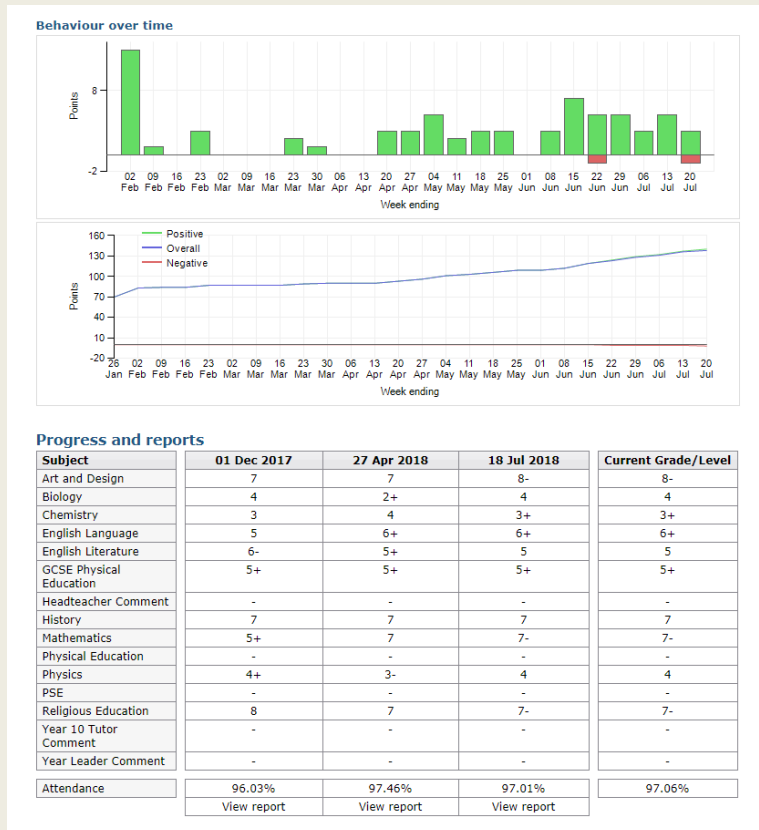 Behaviour over time
8
Points
-2
02 09 16 23 02 09 16 23 30 06 13 20 27 04 11 18 25 01 08 15 22 29 06 13 20
Feb Feb Feb Feb Mar Mar Mar Mar Mar Apr Apr Apr Apr May May May May Jun Jun Jun Jun Jun Jul Jul Jul
Week ending
Positive
Overall
Negative
160
130
100
70
40
10
-20
Points
26 02 09 16 23 02 09 16 23 30 06 13 20 27 04 11 18 25 01 08 15 22 29 06 13 20
Jan Feb Feb Feb Feb Mar Mar Mar Mar Mar Apr Apr Apr Apr May May May May Jun Jun Jun Jun Jun Jul Jul Jul
Week ending
Progress and reports
Subject 01 Dec 2017 27 Apr 2018 18 Jul 2018 Current Grade/Level
Art and Design 7 7 8- 8-
Biology 4 2+ 4 4
Chemistry 3 4 3+ 3+
English Language 5 6+ 6+ 6+
English Literature 6- 5+ 5 5
GCSE Physical 5+ 5+ 5+ 5+
Education
Headteacher Comment - - - -
History 7 7 7 7
Mathematics 5+ 7 7- 7-
Physical Education - - - -
Physics 4+ 3- 4 4
PSE - - - -
Religious Education 8 7 7- 7-
Year 10 Tutor - - - -
Comment
Year Leader Comment - - - -
Attendance 96.03% 97.46% 97.01% 97.06%
View report View report View report